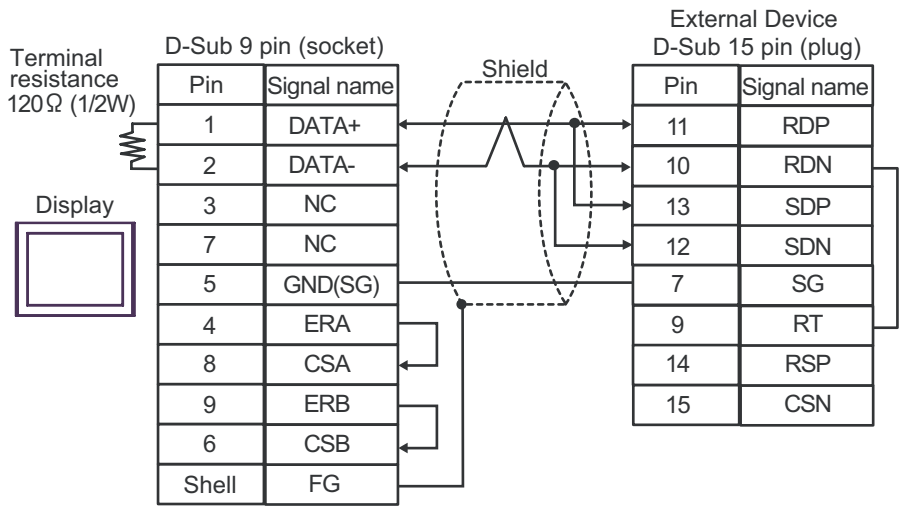 External Device
D-Sub 9 pin (socket)
D-Sub 15 pin (plug)
Terminal
resistance
120Ω (1/2W)
Shield
Display
Pin Signal name
1 DATA+
2 DATA-
3 NC
7 NC
5 GND(SG)
4 ERA
8 CSA
9 ERB
6 CSB
Shell FG
Pin Signal name
11 RDP
10 RDN
13 SDP
12 SDN
7 SG
9 RT
14 RSP
15 CSN